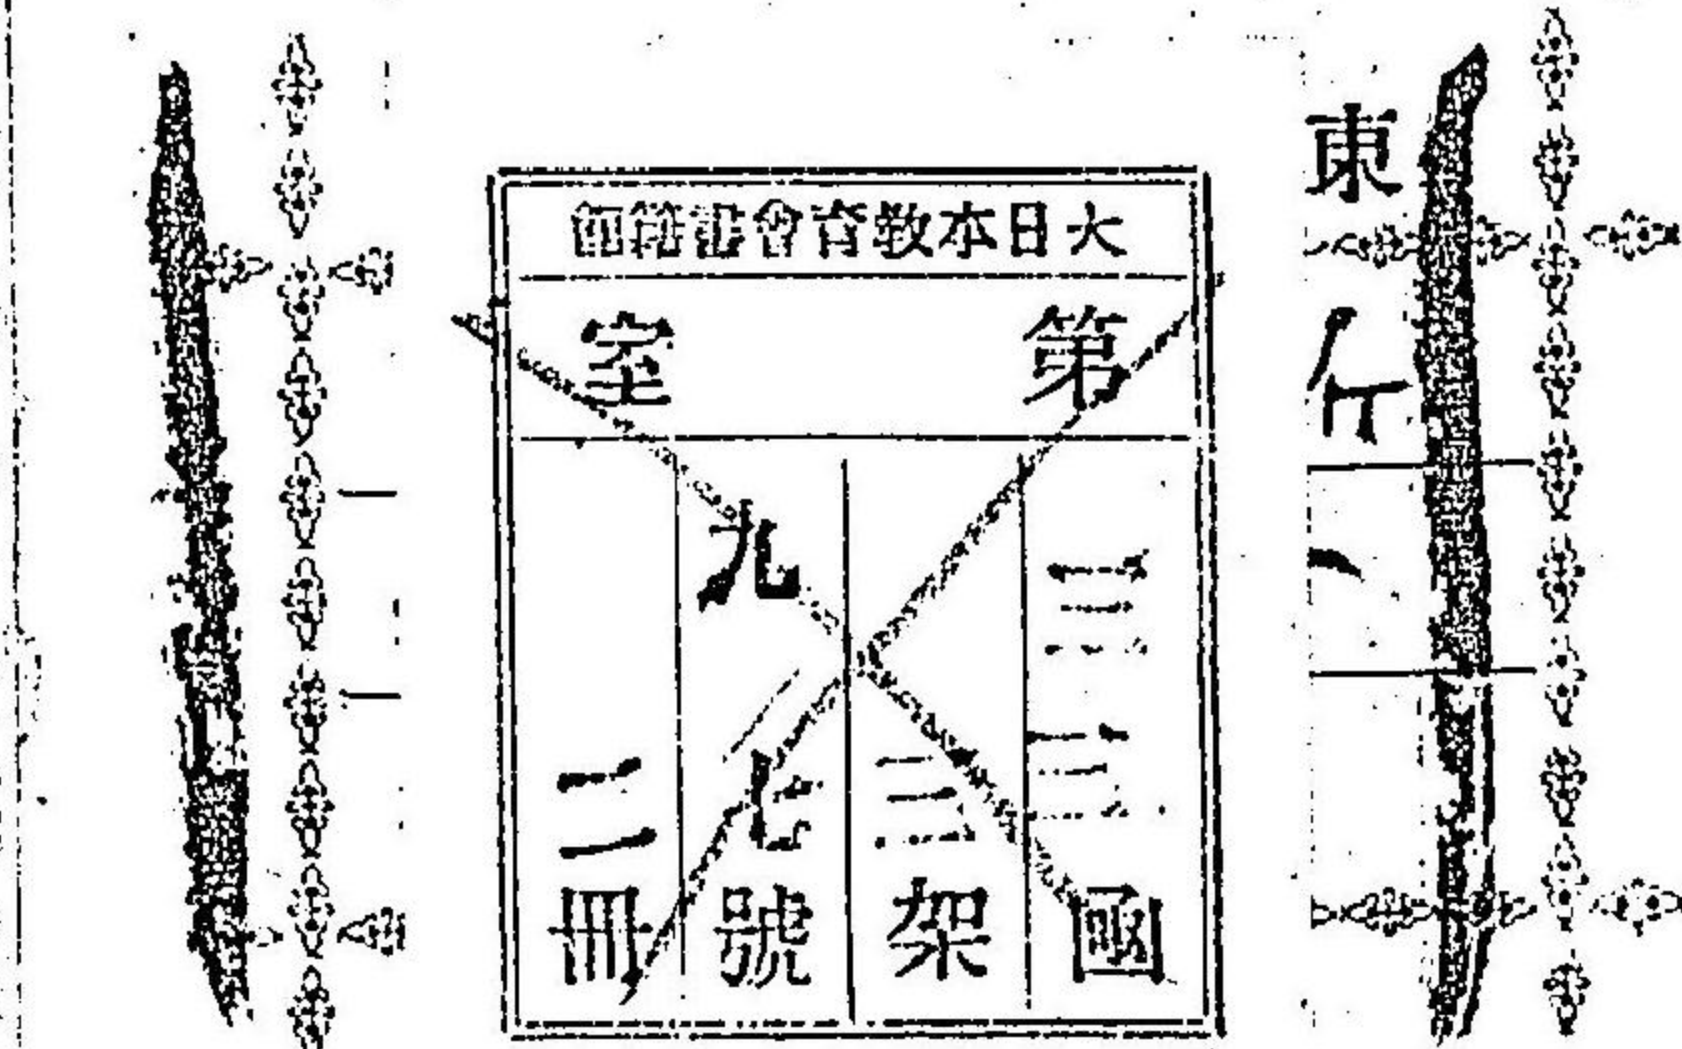 大日本教育會書籍館
第 室
三三函
三架
九七號
二冊
東